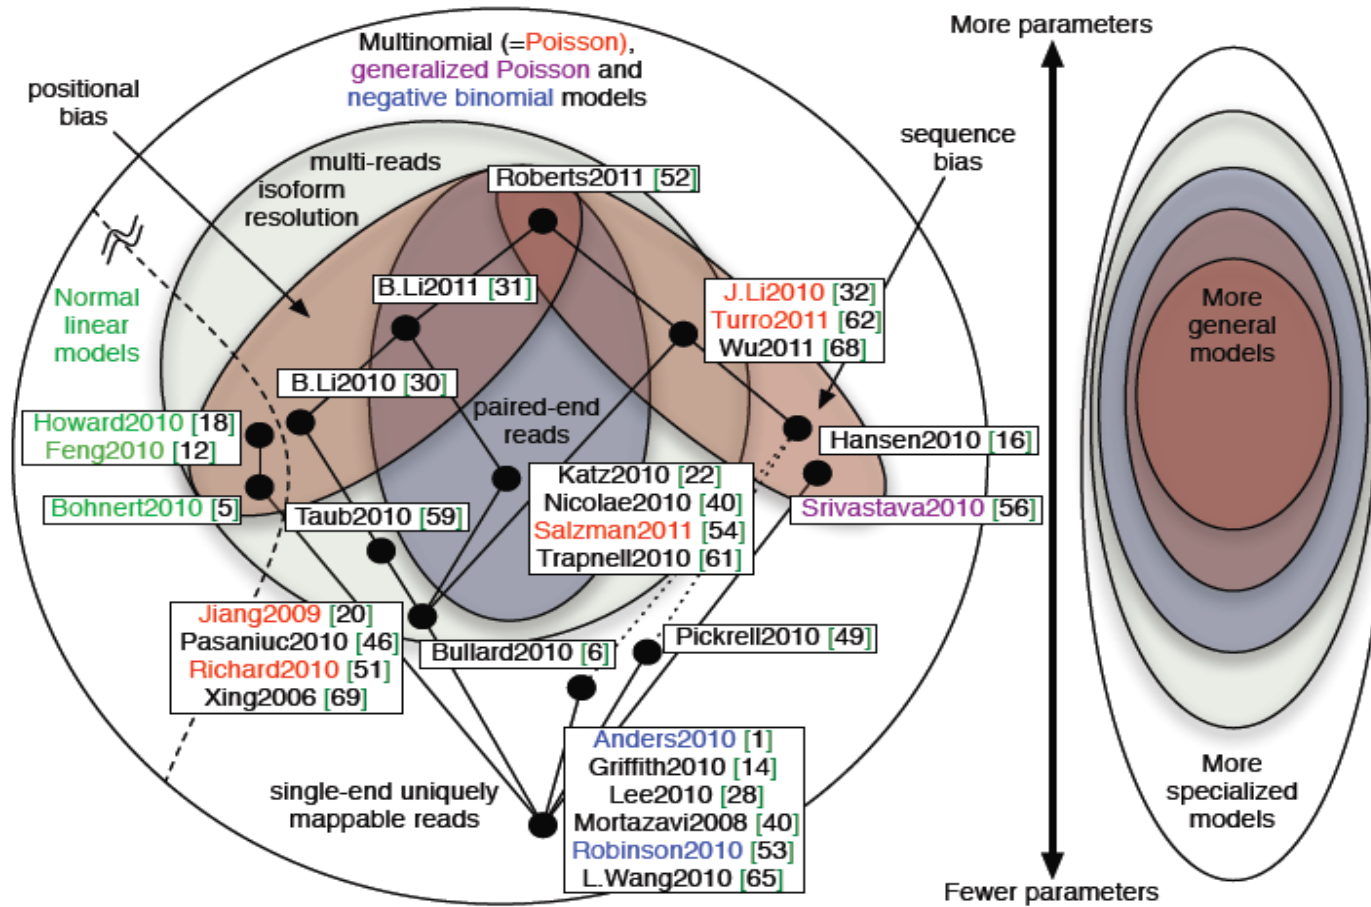 More parameters
Multinomial (=Poisson),
generalized Poisson and
negative binomial models
positional
bias
sequence
bias
multi-reads
isoform
resolution
Roberts2011 [52]
B.Li2011 [31]
J.Li2010 [32]
Turro2011 [62]
Wu2011 [68]
Normal
linear
models
More
general
models
B.Li2010 [30]
paired-end
reads
Howard2010 [18]
Feng2010 [12]
Hansen2010 [16]
Katz2010 [22]
Nicolae2010 [40]
Salzman2011 [54]
Trapnell2010 [61]
Bohnert2010 [5]
Taub2010 [59]
Srivastava2010 [56]
Jiang2009 [20]
Pasaniuc2010 [46]
Richard2010 [51]
Xing2006 [69]
Bullard2010 [6]
Pickrell2010 [49]
Anders2010 [1]
Griffith2010 [14]
Lee2010 [28]
Mortazavi2008 [40]
Robinson2010 [53]
L.Wang2010 [65]
single-end uniquely
mappable reads
More
specialized
models
Fewer parameters